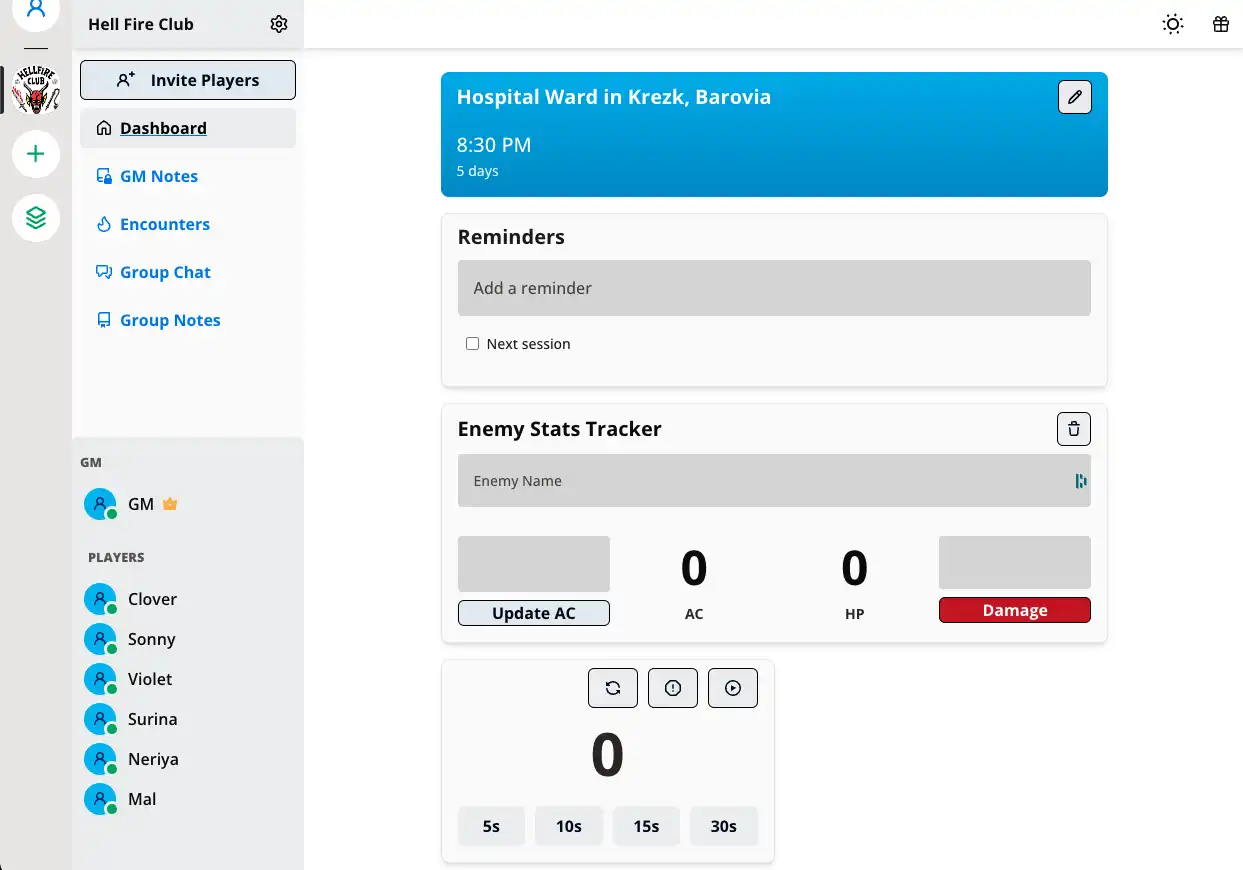 Hell Fire Club
HELLFIRE
CLUB
Invite Players
Dashboard
GM Notes
Encounters
Group Chat
Group Notes
GM
GM
PLAYERS
Clover
Sonny
Violet
Surina
Neriya
Mal
Hospital Ward in Krezk, Barovia
8:30 PM
5 days
Reminders
Add a reminder
Next session
Enemy Stats Tracker
Enemy Name
0 0
Update AC AC HP Damage
0
5s 10s 15s 30s